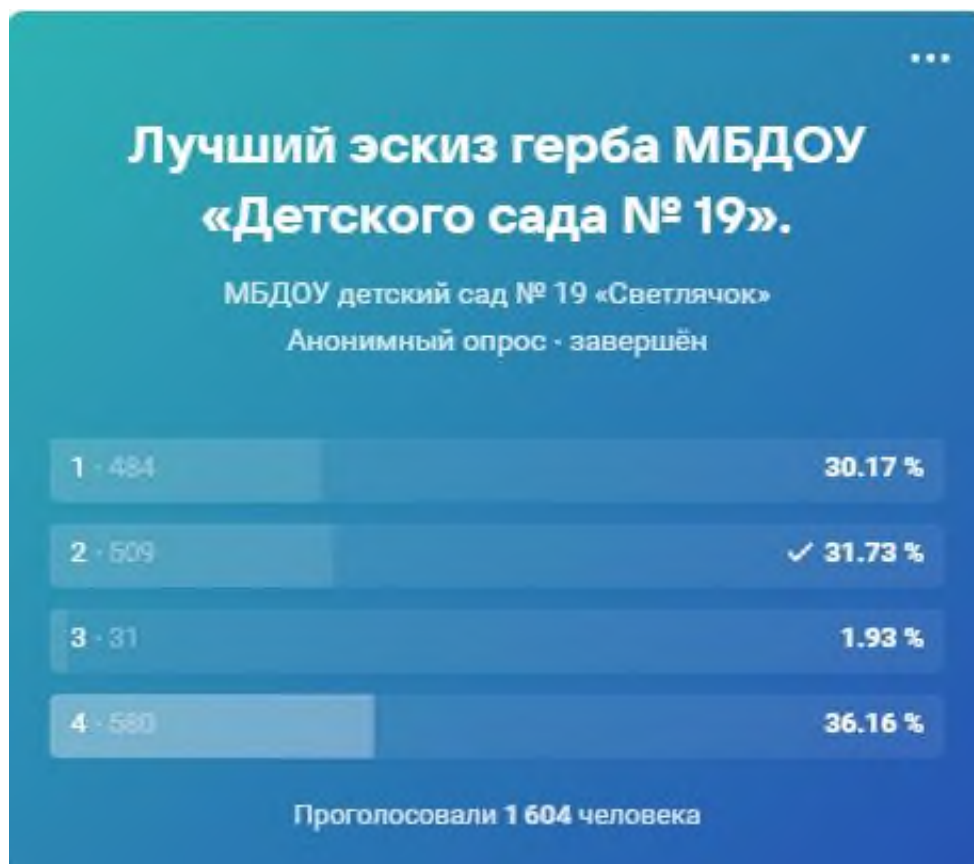 Лучший эскиз герба МБДОУ
«Детского сада № 19».
МБДОУ детский сад № 19 «Светлячок»
Анонимный опрос · завершён
1 · 484 30.17 %
2 · 509 31.73 %
3 · 31 1.93 %
4 · 580 36.16 %
Проголосовали 1 604 человека